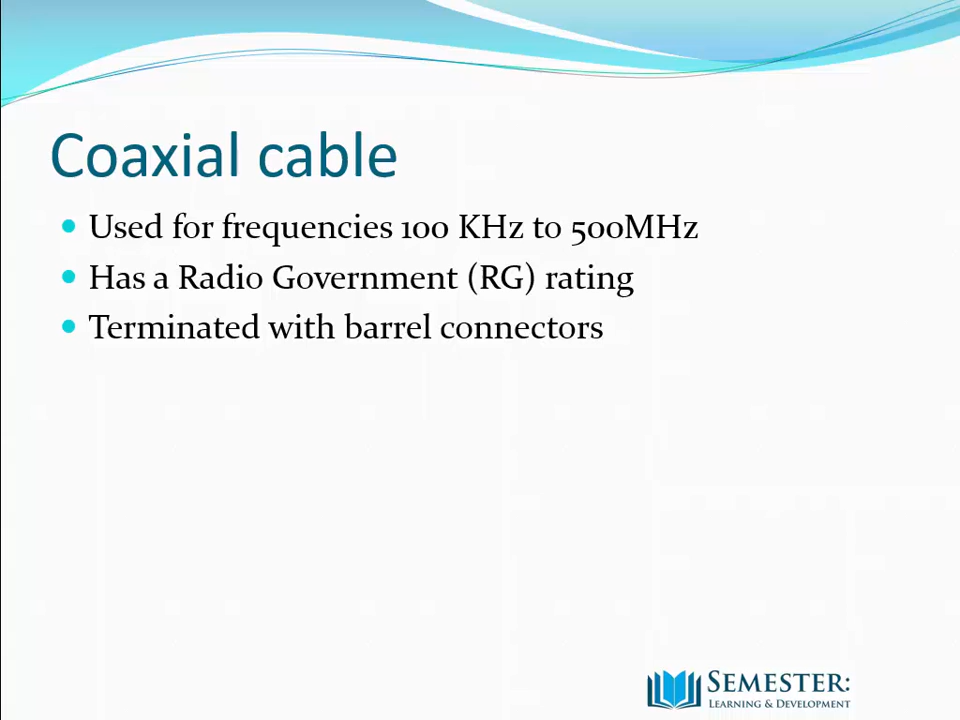 Coaxial cable
Used for frequencies 100 KHz to 500MHz
Has a Radio Government (RG) rating
Terminated with barrel connectors
SEMESTER:
LEARNING & DEVELOPMENT